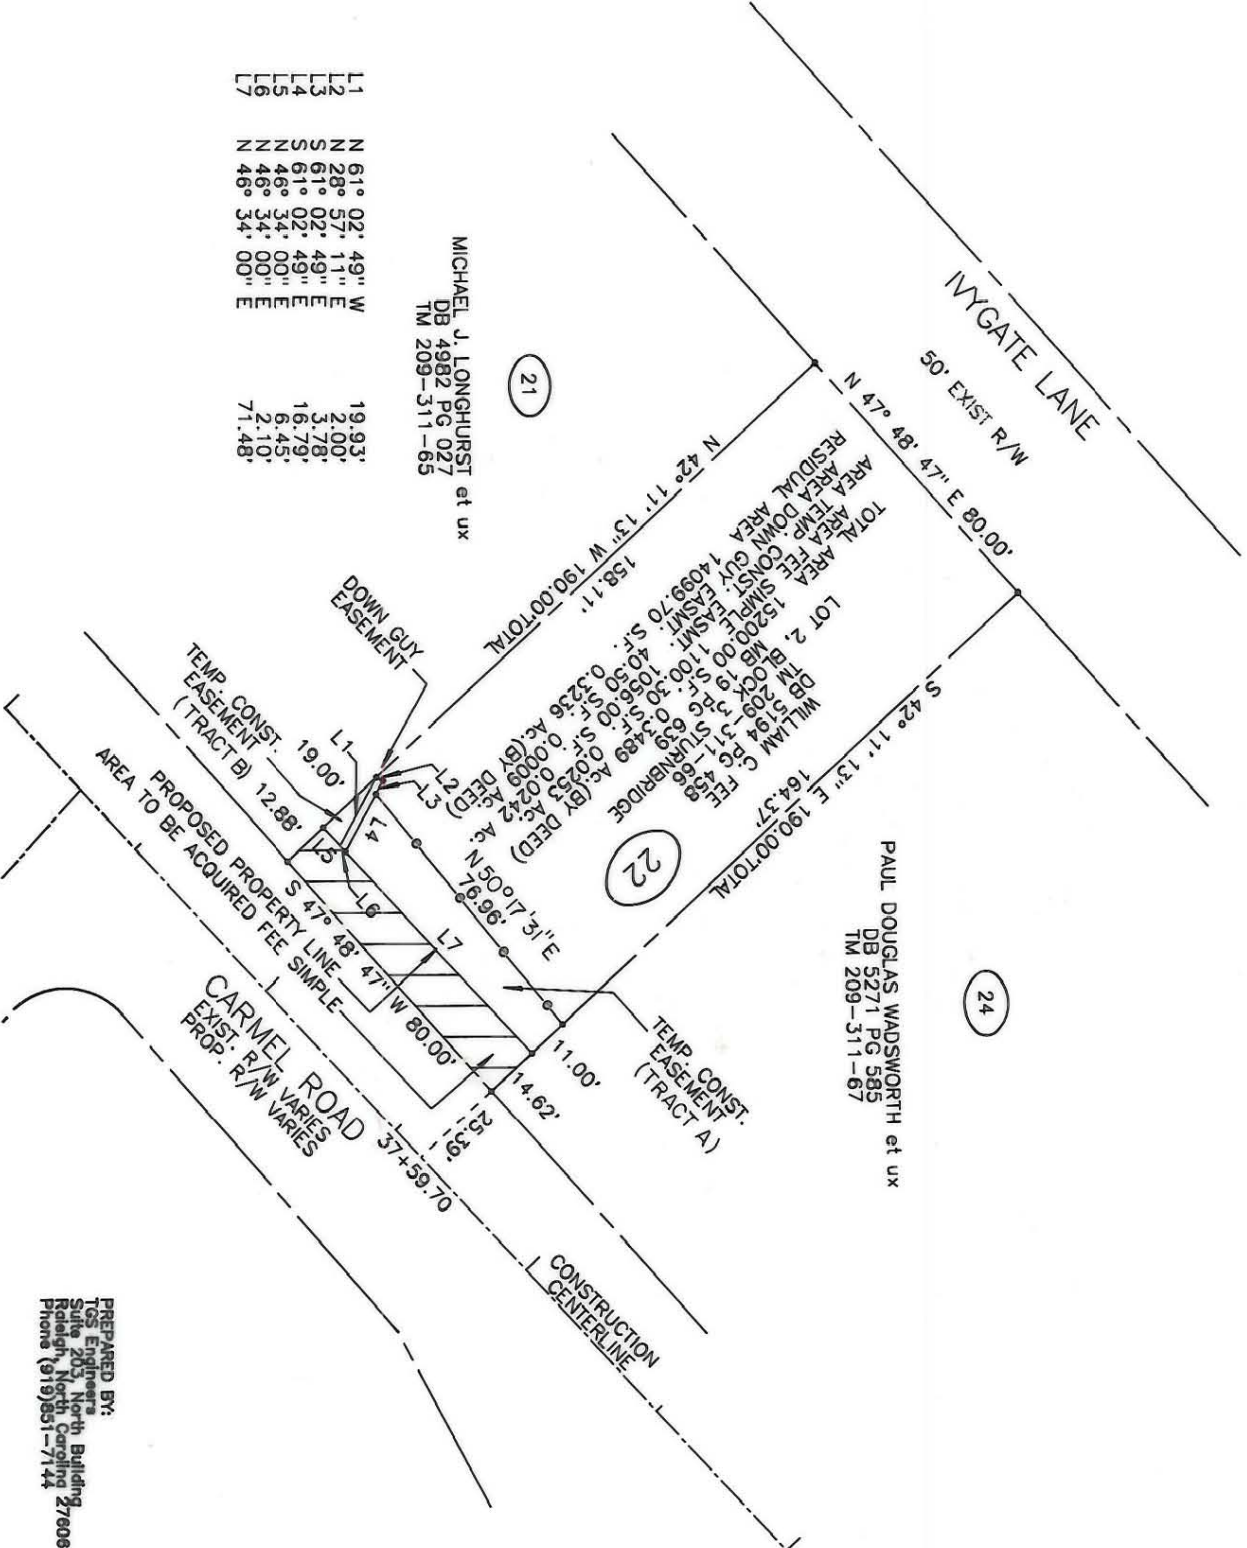 IVYGATE LANE
50' EXIST R/W
N 47° 48' 47" E 80.00'
S 42° 11' 13" E 190.00' TOTAL
164.37'
N 42° 11' 13" W 190.00' TOTAL
158.11'
WILLIAM C. FEE
DB 5194 PG 458
TM 209-311-66
LOT 2, BLOCK 3 STURNBRIDGE
MB 19 PG 639
TOTAL AREA 15200.00 S.F. 0.3489 Ac.(BY DEED)
AREA FEE SIMPLE 1100.30 S.F. 0.0253 Ac.
AREA TEMP. CONST. EASMT. 1056.00 S.F. 0.0242 Ac.
AREA DOWN GUY EASMT. 40.50 S.F. 0.0009 Ac.
RESIDUAL AREA 14099.70 S.F. 0.3236 Ac.(BY DEED)
22
21
MICHAEL J. LONGHURST et ux
DB 4982 PG 027
TM 209-311-65
24
PAUL DOUGLAS WADSWORTH et ux
DB 5271 PG 585
TM 209-311-67
L1 N 61° 02' 49" W 19.93'
L2 N 28° 57' 11" E 2.00'
L3 S 61° 02' 49" E 3.78'
L4 S 61° 02' 49" E 16.79'
L5 N 46° 34' 00" E 6.45'
L6 N 46° 34' 00" E 2.10'
L7 N 46° 34' 00" E 71.48'
DOWN GUY
EASEMENT
TEMP. CONST.
EASEMENT
(TRACT B)
19.00'
12.88'
L1
L2
L3
L4
L5
L6
L7
N 50° 17' 31" E
76.96'
S 47° 48' 47" W 80.00'
PROPOSED PROPERTY LINE
AREA TO BE ACQUIRED FEE SIMPLE
TEMP. CONST.
EASEMENT
(TRACT A)
11.00'
14.62'
25.39'
37+59.70
CARMEL ROAD
EXIST. R/W VARIES
PROP. R/W VARIES
CONSTRUCTION
CENTERLINE
PREPARED BY:
TGS Engineers
Suite 203, North Building
Raleigh, North Carolina 27606
Phone (919)851-7144